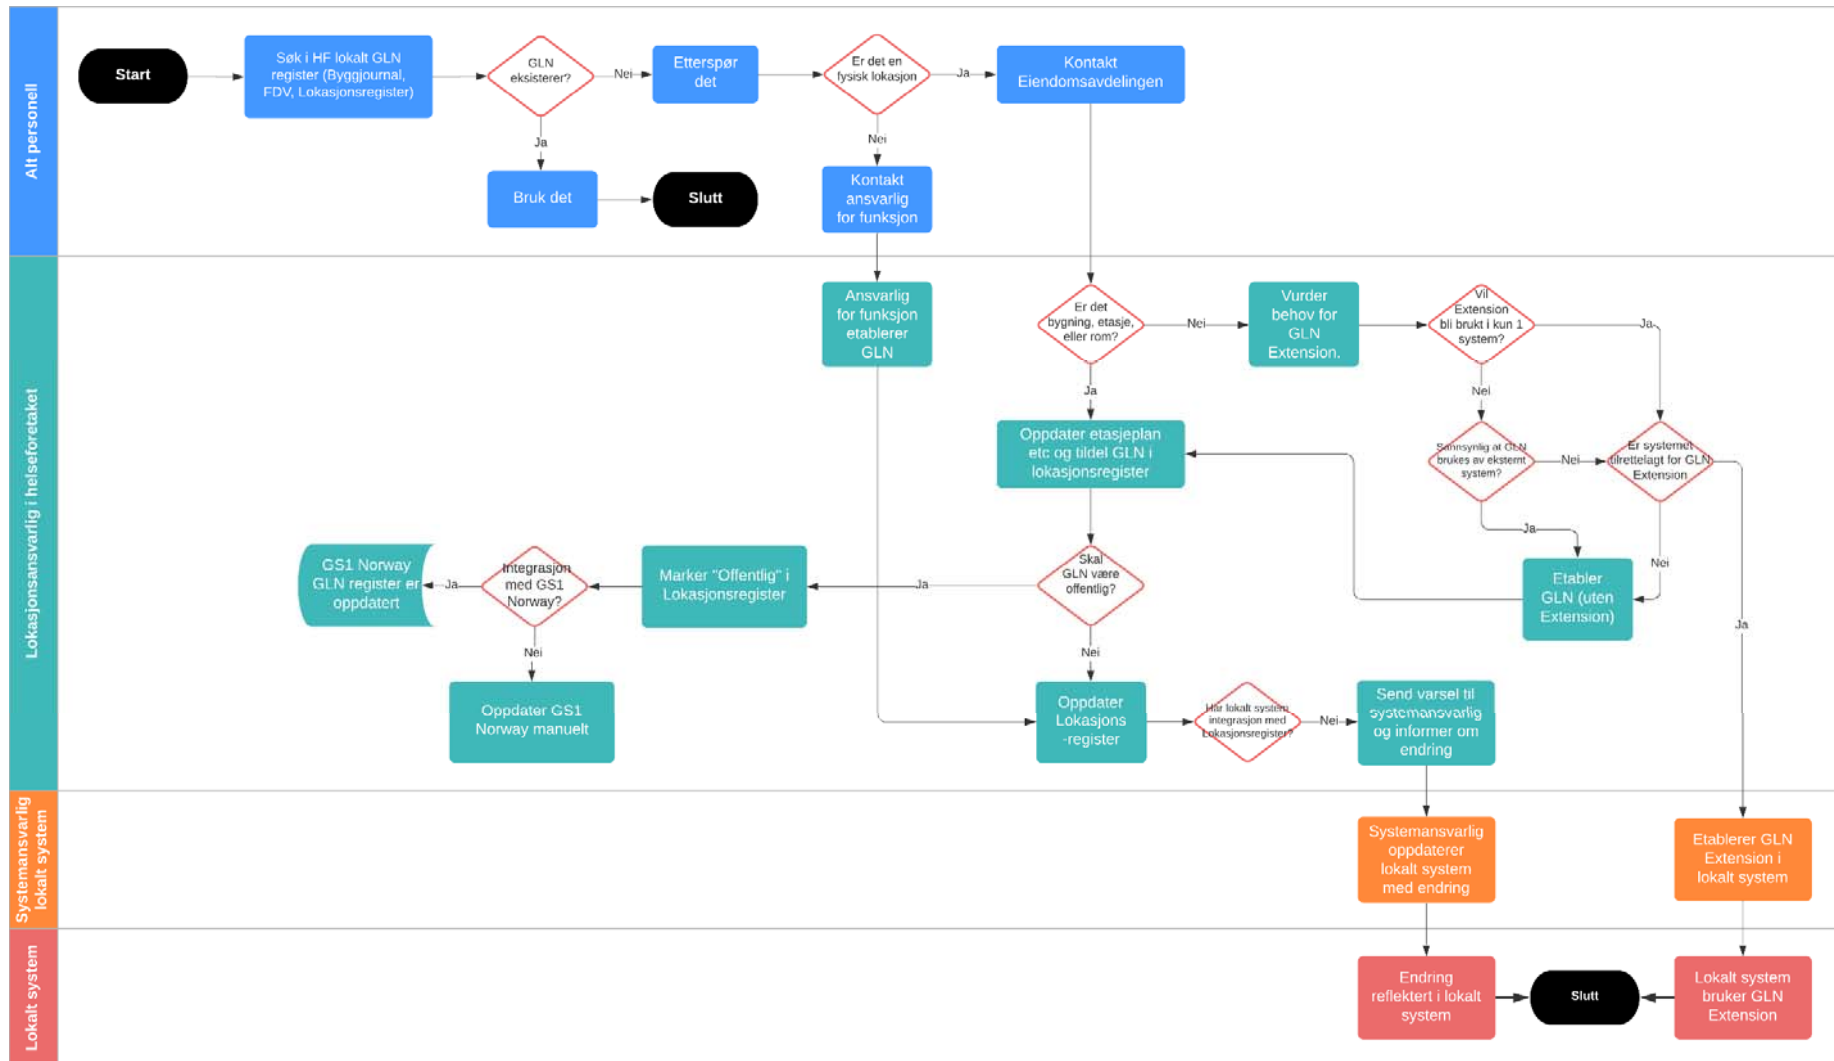 Alt personell
Start
Søk i HF lokalt GLN
register (Byggjournal,
FDV, Lokasjonsregister)
GLN
eksisterer?
Nei
Etterspør
det
Er det en
fysisk lokasjon
Ja
Kontakt
Eiendomsavdelingen
Ja
Nei
Bruk det
Slutt
Kontakt
ansvarlig
for funksjon
Lokasjonsansvarlig i helseforetaket
Ansvarlig
for funksjon
etablerer
GLN
Er det
bygning, etasje,
eller rom?
Nei
Vurder
behov for
GLN
Extension.
Vil
Extension
bli brukt i kun 1
system?
Ja
Ja
Nei
Oppdater etasjeplan
etc og tildel GLN i
lokasjonsregister
Sannsynlig at GLN
brukes av eksternt
system?
Nei
Er systemet
tilrettelagt for GLN
Extension
Ja
Nei
GS1 Norway
GLN register er
oppdatert
Ja
Integrasjon
med GS1
Norway?
Marker "Offentlig" i
Lokasjonsregister
Ja
Skal
GLN være
offentlig?
Etabler
GLN (uten
Extension)
Ja
Nei
Nei
Oppdater GS1
Norway manuelt
Oppdater
Lokasjons
-register
Har lokalt system
integrasjon med
Lokasjonsregister?
Nei
Send varsel til
systemansvarlig
og informer om
endring
Systemansvarlig
lokalt system
Systemansvarlig
oppdaterer
lokalt system
med endring
Etablerer GLN
Extension i
lokalt system
Lokalt system
Endring
reflektert i lokalt
system
Slutt
Lokalt system
bruker GLN
Extension